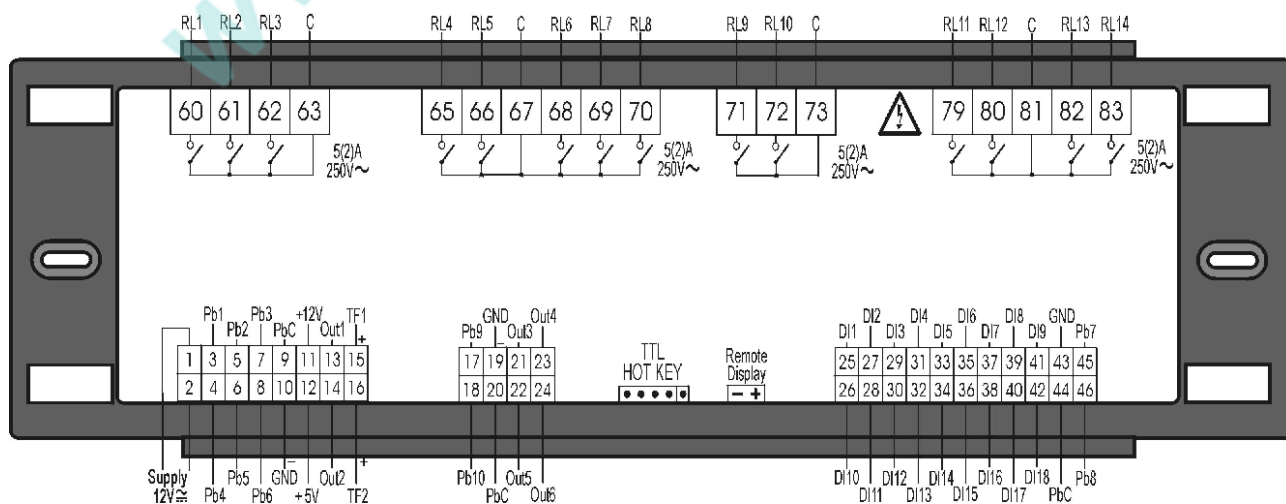 RL1 RL2 RL3 C RL4 RL5 C RL6 RL7 RL8 RL9 RL10 C RL11 RL12 C RL13 RL14
60 61 62 63 65 66 67 68 69 70 71 72 73 79 80 81 82 83
5(2)A 5(2)A 5(2)A 5(2)A
250V~ 250V~ 250V~ 250V~
Pb1 Pb3 +12V TF1 GND Out4 DI2 DI4 DI6 DI8 GND
Pb2 PbC Out1 + Pb9 – Out3 TTL Remote DI1 DI3 DI5 DI7 DI9 Pb7
HOT KEY Display
1 3 5 7 9 11 13 15 17 19 21 23 25 27 29 31 33 35 37 39 41 43 45
2 4 6 8 10 12 14 16 18 20 22 24 – + 26 28 30 32 34 36 38 40 42 44 46
Supply Pb5 GND – Out2 + Pb10 Out5 DI10 DI12 DI14 DI16 DI18 Pb8
12V≂ Pb4 Pb6 +5V TF2 PbC Out6 DI11 DI13 DI15 DI17 PbC